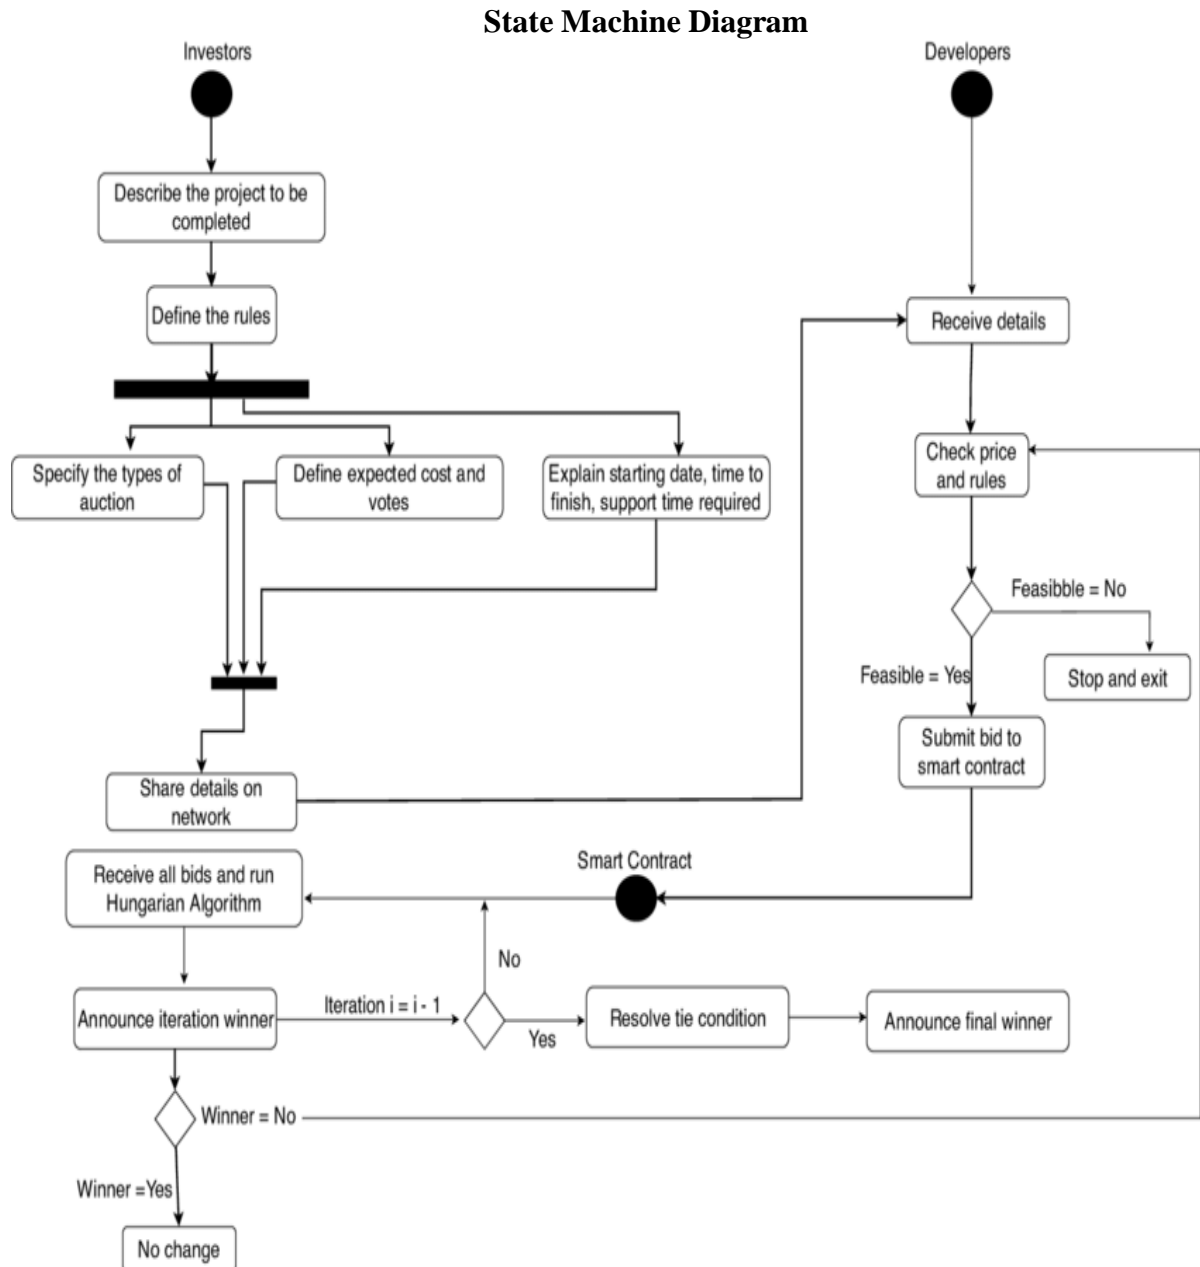 State Machine Diagram
Investors
Developers
Describe the project to be
completed
Define the rules
Receive details
Specify the types of
auction
Define expected cost and
votes
Explain starting date, time to
finish, support time required
Check price
and rules
Feasibble = No
Feasible = Yes
Stop and exit
Submit bid to
smart contract
Share details on
network
Receive all bids and run
Hungarian Algorithm
Smart Contract
No
Announce iteration winner
Iteration i = i - 1
Yes
Resolve tie condition
Announce final winner
Winner = No
Winner =Yes
No change